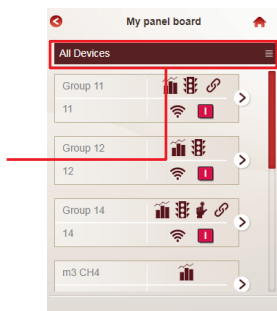 My panel board
All Devices
Group 11
11
I
Group 12
12
I
Group 14
14
I
m3 CH4